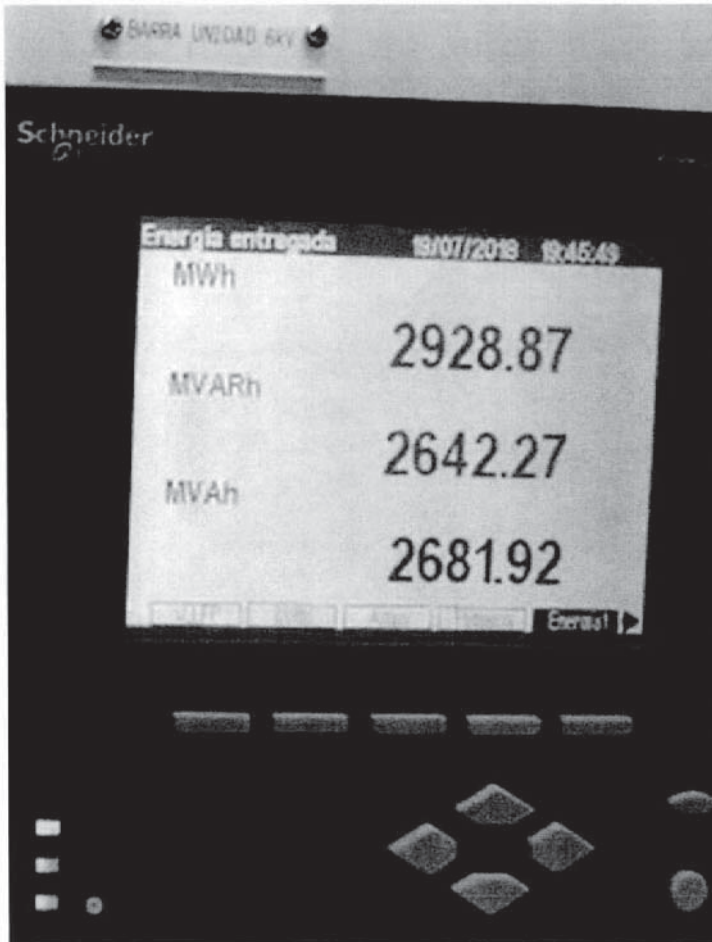 BARRA UNIDAD 6KV
Schneider
Energía entregada 19/07/2018 19:45:49
MWh
2928.87
MVARh
2642.27
MVAh
2681.92
Energía1